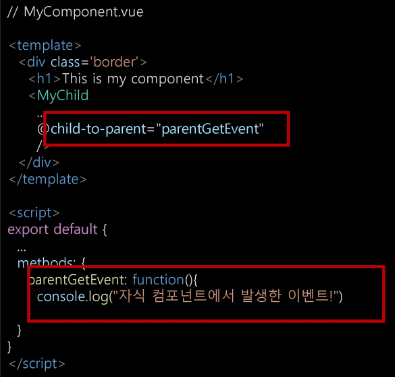 // MyComponent.vue
<template>
<div class='border'>
<h1>This is my component</h1>
<MyChild
...
@child-to-parent="parentGetEvent"
/>
</div>
</template>
<script>
export default {
...
methods: {
parentGetEvent: function(){
console.log("자식 컴포넌트에서 발생한 이벤트!")
}
}
</script>